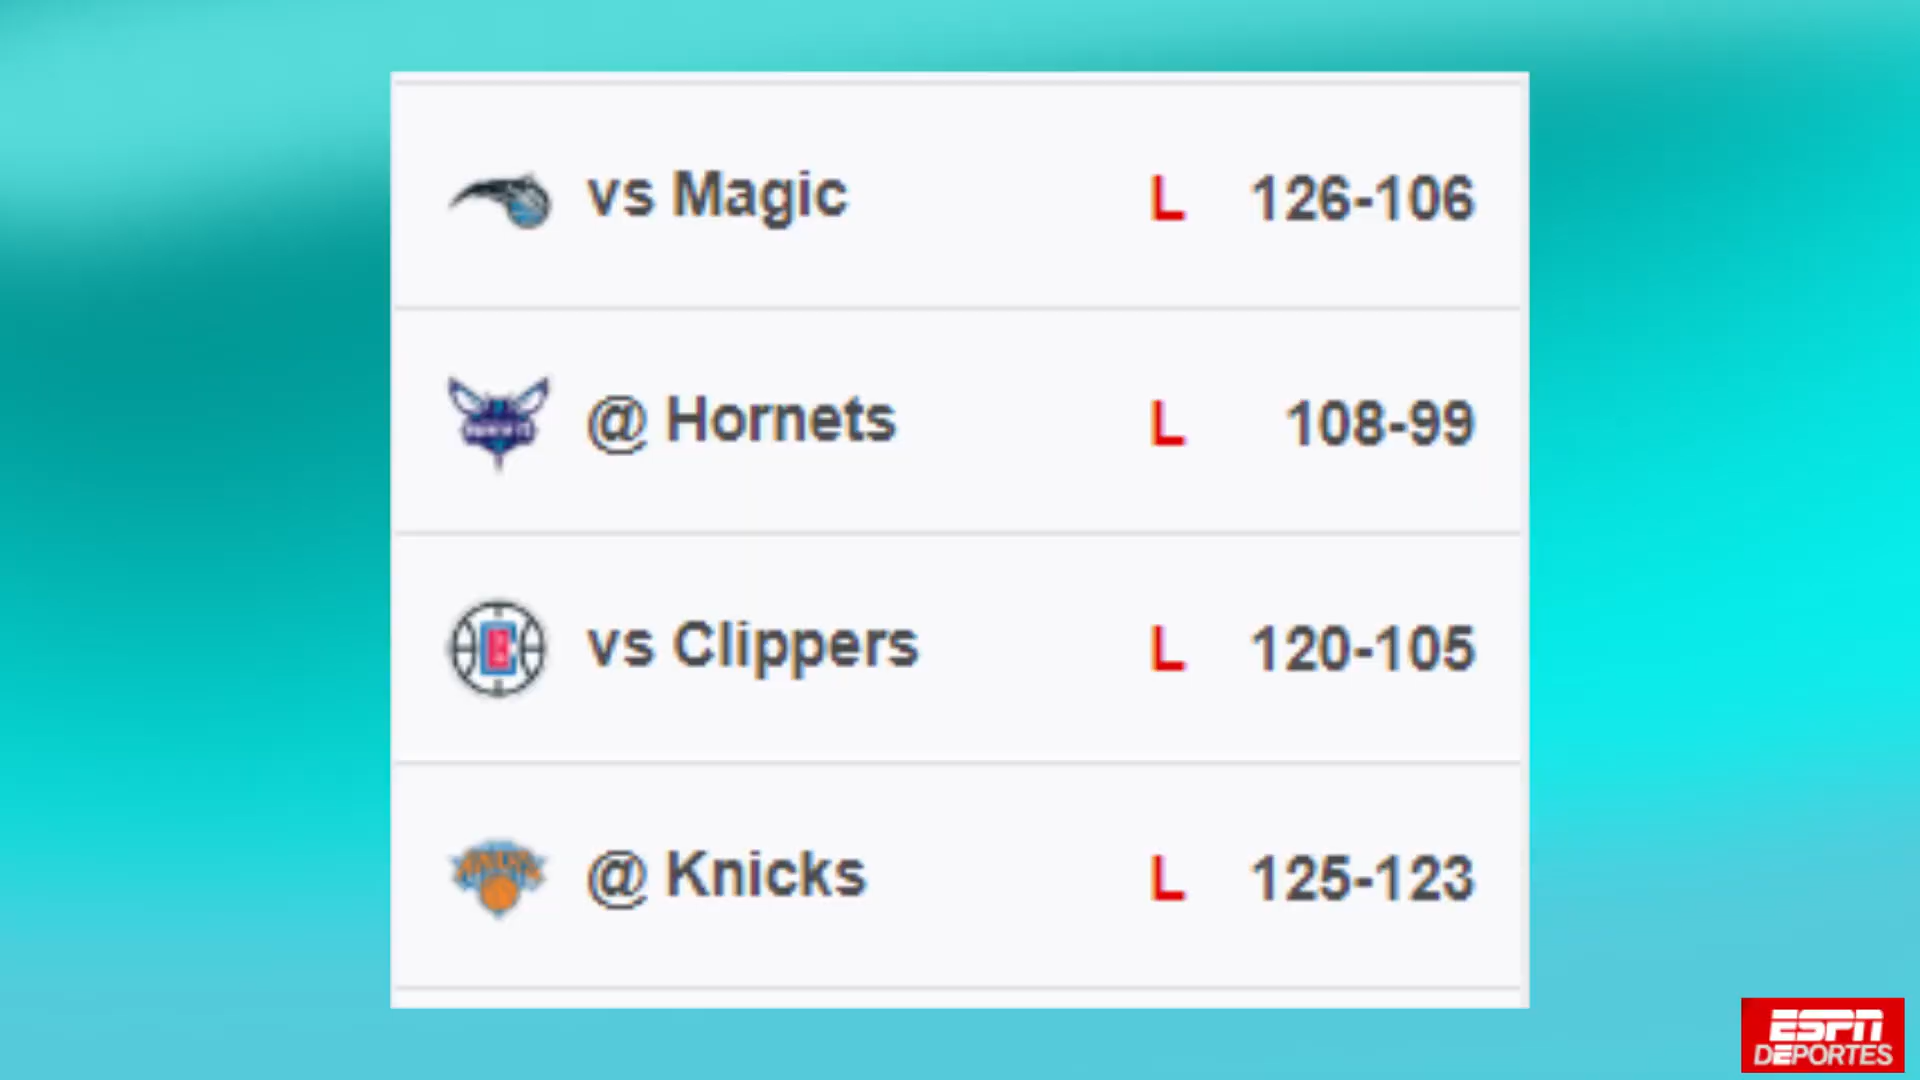 vs Magic L 126-106
@ Hornets L 108-99
vs Clippers L 120-105
@ Knicks L 125-123
ESPN
DEPORTES